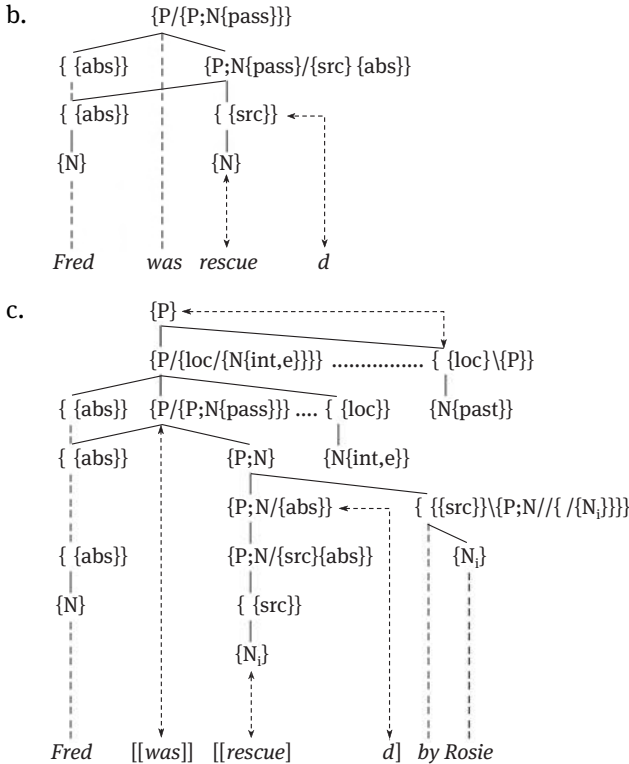 b. {P/{P;N{pass}}}
{ {abs}} {P;N{pass}/{src} {abs}}
{ {abs}} { {src}}
{N} {N}
Fred was rescue d
c. {P}
{P/{loc/{N{int,e}}}} ................ { {loc}\{P}}
{ {abs}} {P/{P;N{pass}}} .... { {loc}} {N{past}}
{ {abs}} {P;N} {N{int,e}}
{P;N/{abs}} { {{src}}\{P;N//{ /{Ni}}}}
{ {abs}} {P;N/{src}{abs}} {Ni}
{N} { {src}}
{Ni}
Fred [[was]] [[rescue] d] by Rosie